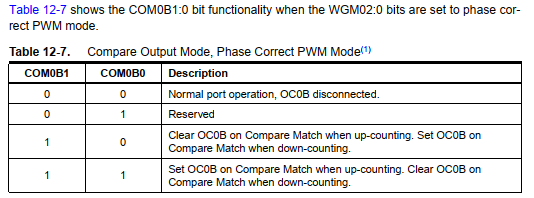 Table 12-7 shows the COM0B1:0 bit functionality when the WGM02:0 bits are set to phase cor-
rect PWM mode.
Table 12-7. Compare Output Mode, Phase Correct PWM Mode(1)
COM0B1 COM0B0 Description
0 0 Normal port operation, OC0B disconnected.
0 1 Reserved
1 0 Clear OC0B on Compare Match when up-counting. Set OC0B on
Compare Match when down-counting.
1 1 Set OC0B on Compare Match when up-counting. Clear OC0B on
Compare Match when down-counting.